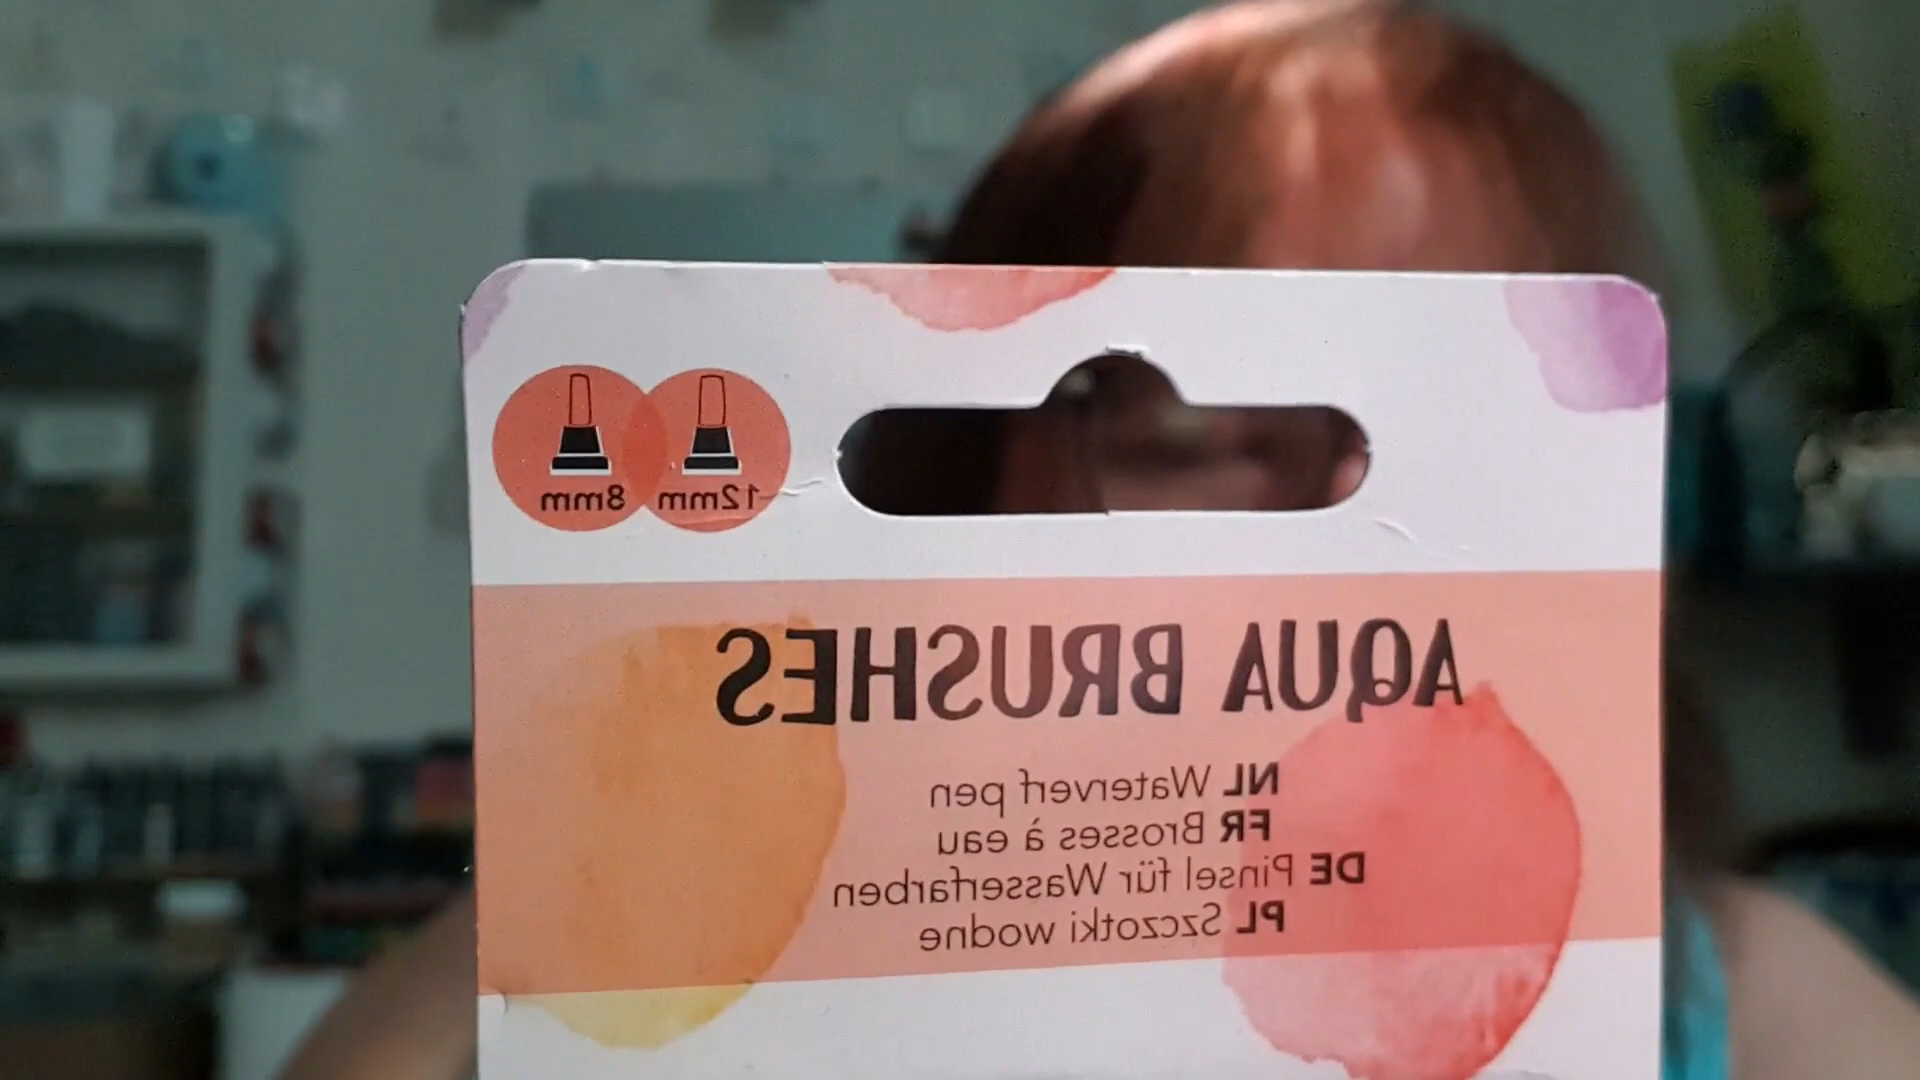 12mm 8mm
AQUA BRUSHES
NL Waterverf pen
FR Brosses à eau
DE Pinsel für Wasserfarben
PL Szczotki wodne